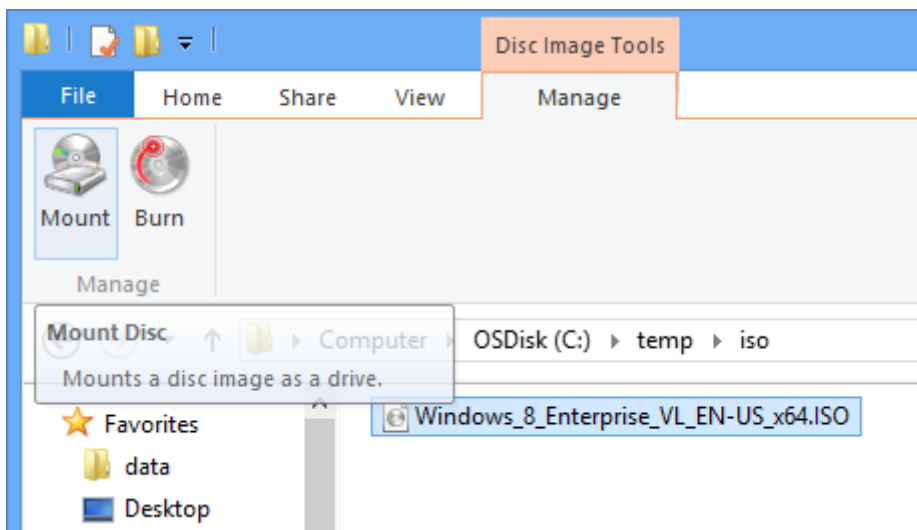 Disc Image Tools
File Home Share View Manage
Mount Burn
Manage
Mount Disc
Mounts a disc image as a drive.
Computer OSDisk (C:) temp iso
Favorites
Windows_8_Enterprise_VL_EN-US_x64.ISO
data
Desktop